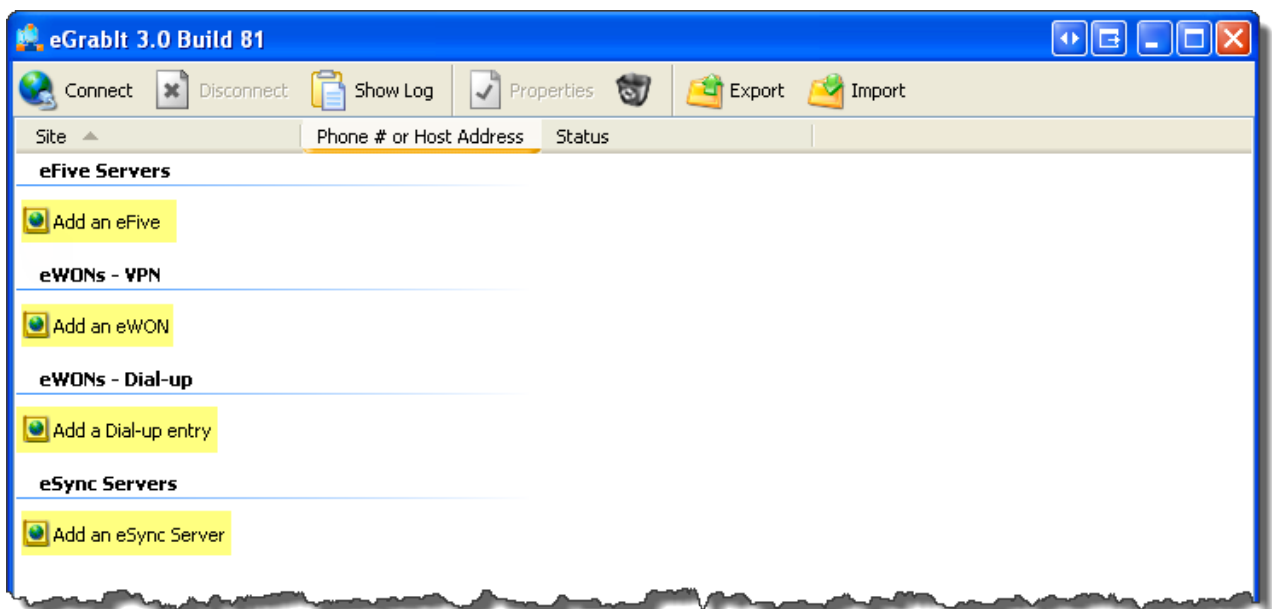 eGrabIt 3.0 Build 81
Connect Disconnect Show Log Properties Export Import
Site Phone # or Host Address Status
eFive Servers
Add an eFive
eWONs - VPN
Add an eWON
eWONs - Dial-up
Add a Dial-up entry
eSync Servers
Add an eSync Server